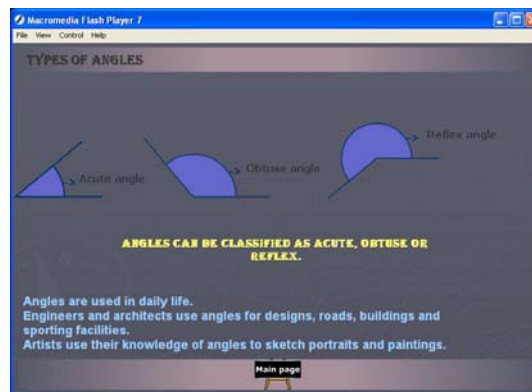 Macromedia Flash Player 7
File View Control Help
TYPES OF ANGLES
Acute angle
Obtuse angle
Reflex angle
ANGLES CAN BE CLASSIFIED AS ACUTE, OBTUSE OR
REFLEX.
Angles are used in daily life.
Engineers and architects use angles for designs, roads, buildings and
sporting facilities.
Artists use their knowledge of angles to sketch portraits and paintings.
Main page